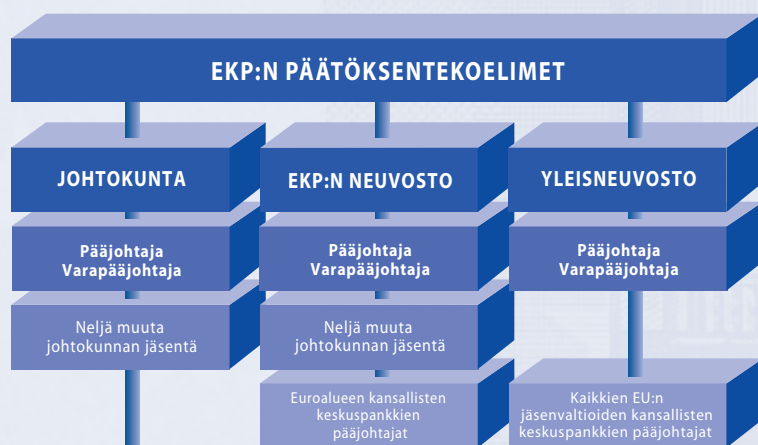 EKP:N PÄÄTÖKSENTEKOELIMET
JOHTOKUNTA
Pääjohtaja
Varapääjohtaja
Neljä muuta
johtokunnan jäsentä
EKP:N NEUVOSTO
Pääjohtaja
Varapääjohtaja
Neljä muuta
johtokunnan jäsentä
Euroalueen kansallisten
keskuspankkien
pääjohtajat
YLEISNEUVOSTO
Pääjohtaja
Varapääjohtaja
Kaikkien EU:n
jäsenvaltioiden kansallisten
keskuspankkien pääjohtajat